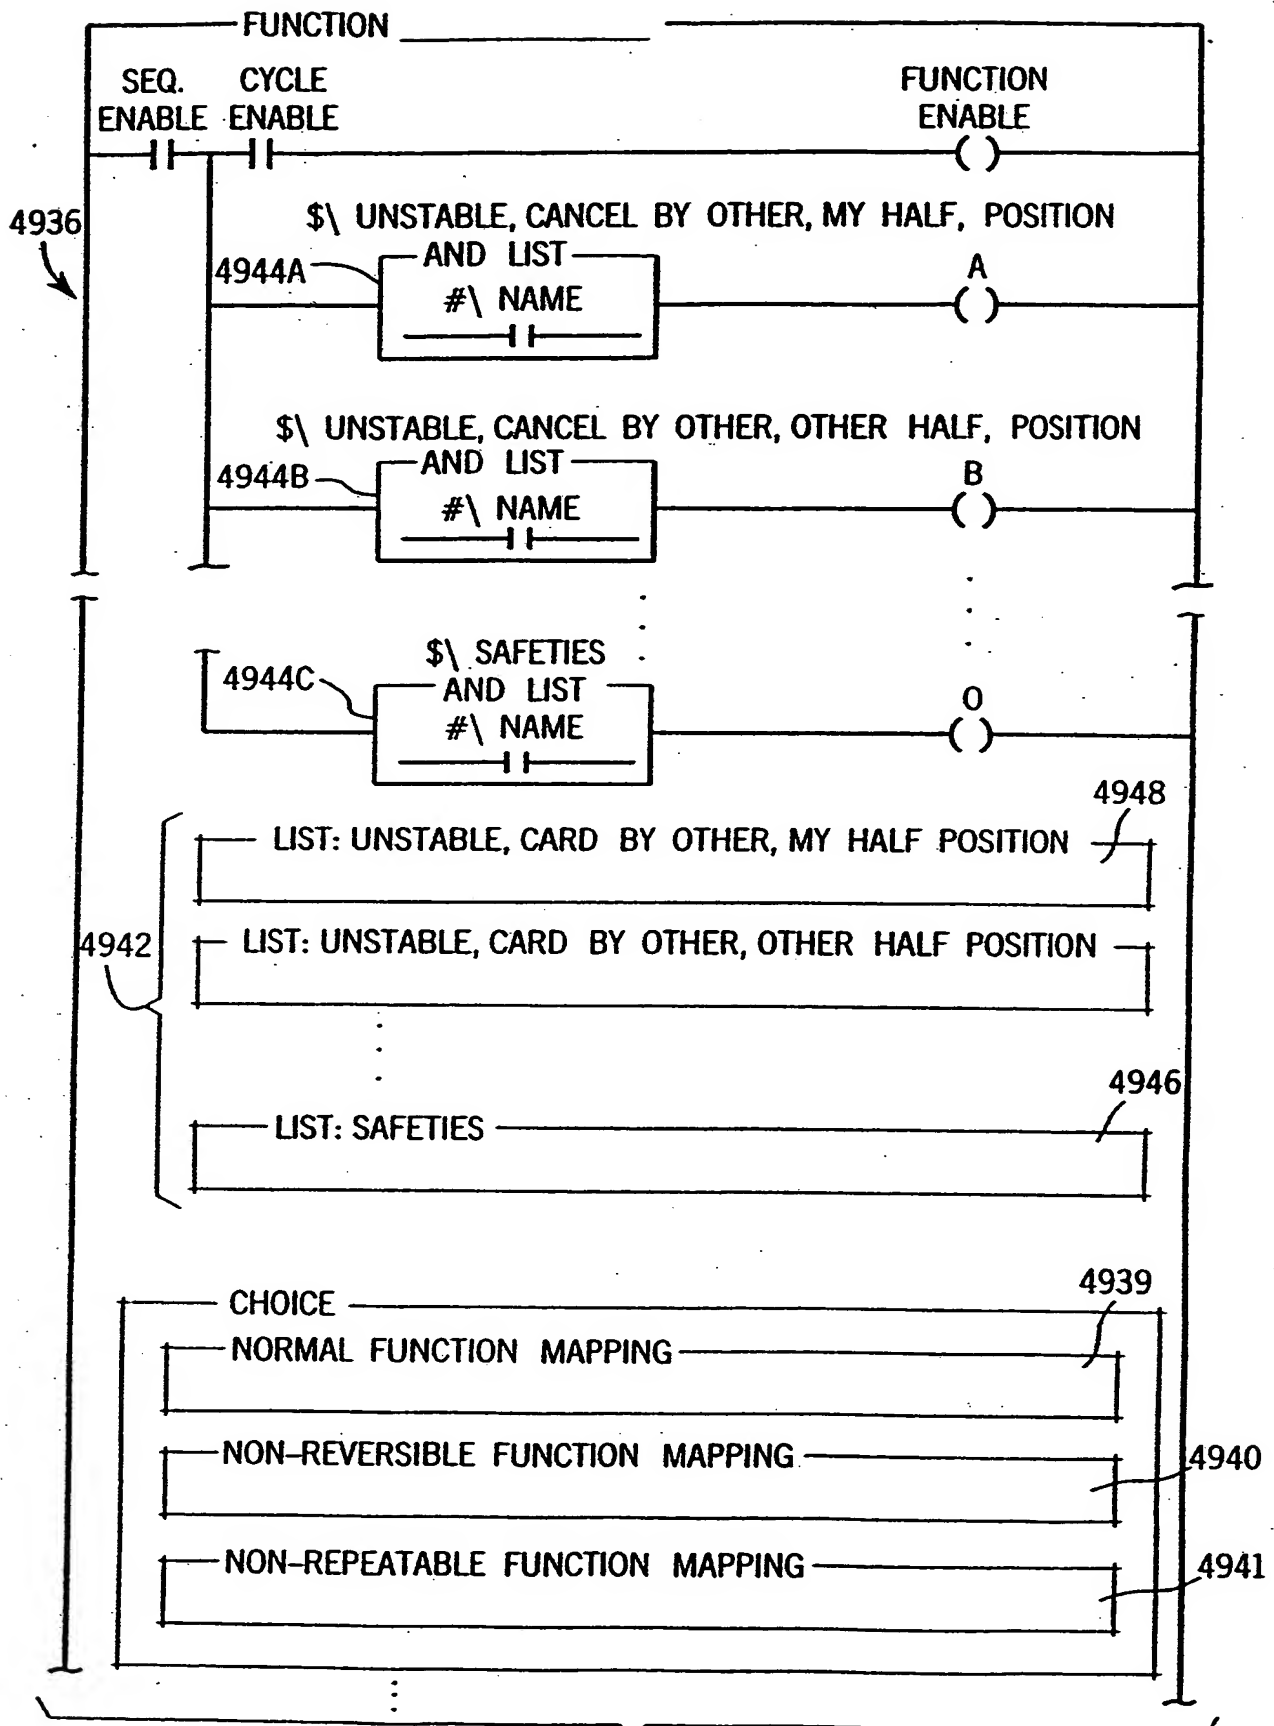 FUNCTION
SEQ. ENABLE
CYCLE ENABLE
FUNCTION ENABLE
4936
$\ UNSTABLE, CANCEL BY OTHER, MY HALF, POSITION
4944A
AND LIST
#\ NAME
A
( )
$\ UNSTABLE, CANCEL BY OTHER, OTHER HALF, POSITION
4944B
AND LIST
#\ NAME
B
( )
$\ SAFETIES
4944C
AND LIST
#\ NAME
O
( )
4948
LIST: UNSTABLE, CARD BY OTHER, MY HALF POSITION
4942
LIST: UNSTABLE, CARD BY OTHER, OTHER HALF POSITION
4946
LIST: SAFETIES
4939
CHOICE
NORMAL FUNCTION MAPPING
NON-REVERSIBLE FUNCTION MAPPING
4940
NON-REPEATABLE FUNCTION MAPPING
4941